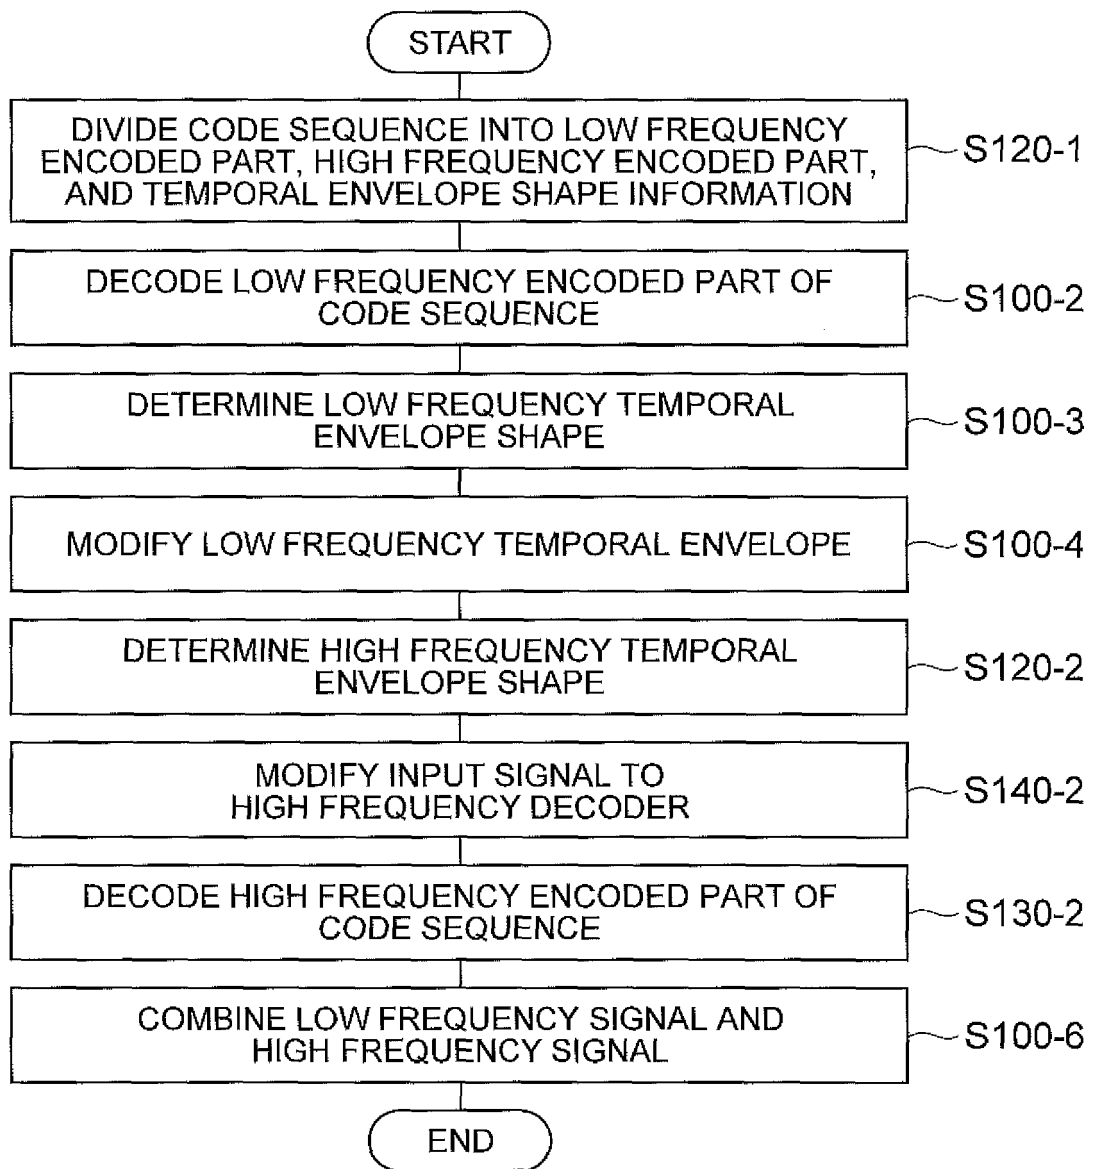 START
DIVIDE CODE SEQUENCE INTO LOW FREQUENCY
ENCODED PART, HIGH FREQUENCY ENCODED PART,
AND TEMPORAL ENVELOPE SHAPE INFORMATION
S120-1
DECODE LOW FREQUENCY ENCODED PART OF
CODE SEQUENCE
S100-2
DETERMINE LOW FREQUENCY TEMPORAL
ENVELOPE SHAPE
S100-3
MODIFY LOW FREQUENCY TEMPORAL ENVELOPE
S100-4
DETERMINE HIGH FREQUENCY TEMPORAL
ENVELOPE SHAPE
S120-2
MODIFY INPUT SIGNAL TO
HIGH FREQUENCY DECODER
S140-2
DECODE HIGH FREQUENCY ENCODED PART OF
CODE SEQUENCE
S130-2
COMBINE LOW FREQUENCY SIGNAL AND
HIGH FREQUENCY SIGNAL
S100-6
END